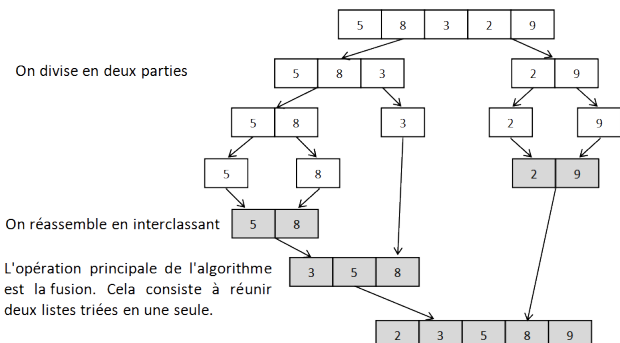 5 8 3 2 9
On divise en deux parties
5 8 3 2 9
5 8 3 2 9
5 8 2 9
On réassemble en interclassant
5 8
L'opération principale de l'algorithme
est la fusion. Cela consiste à réunir
deux listes triées en une seule.
3 5 8
2 3 5 8 9